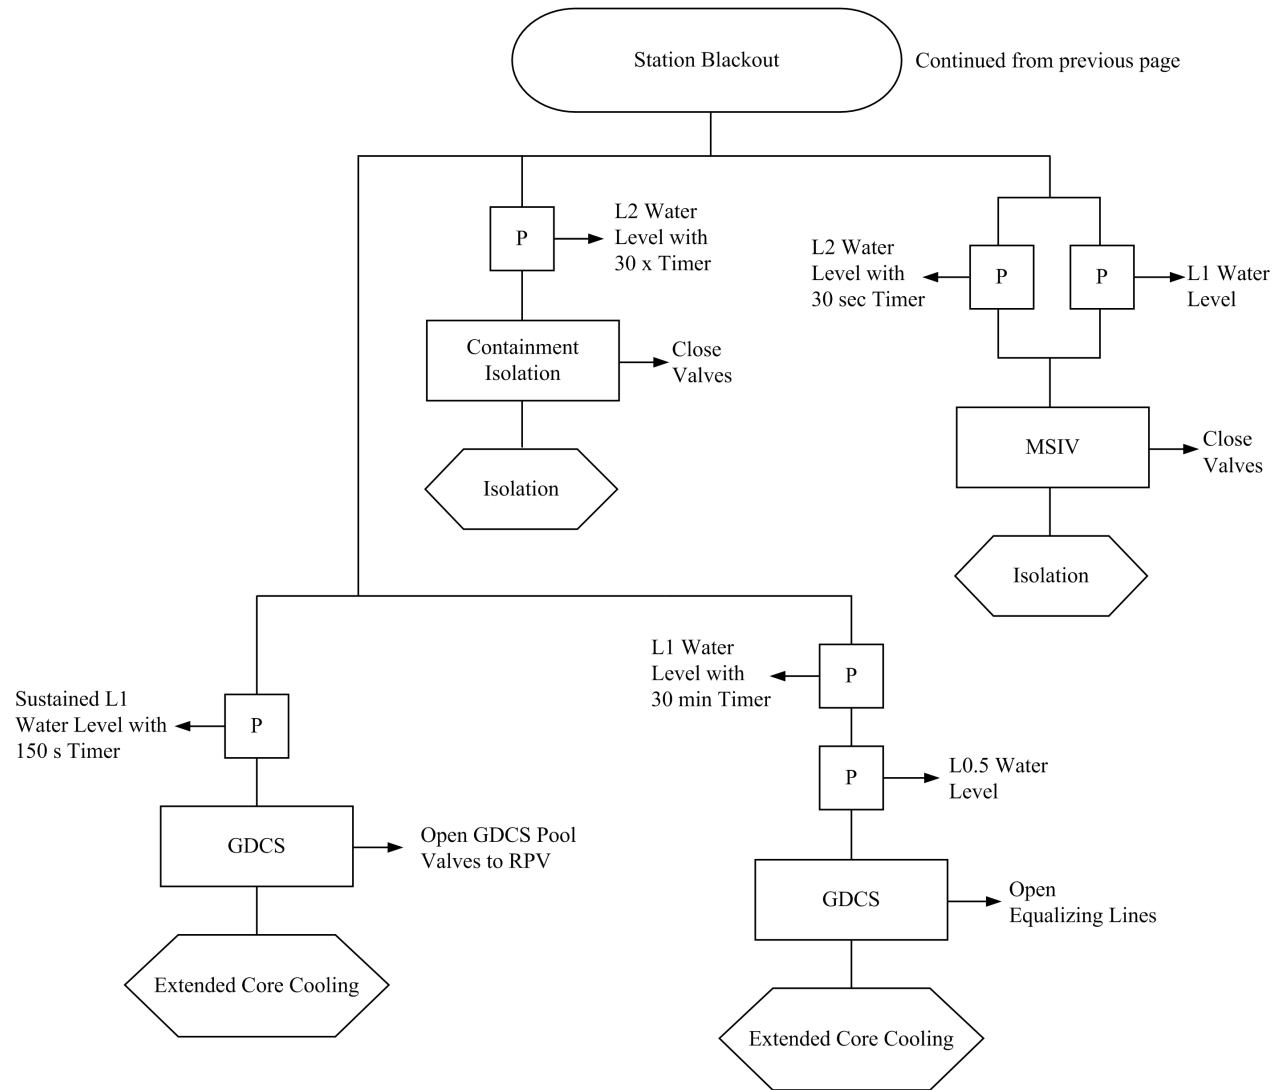 Station Blackout
Continued from previous page
P
L2 Water
Level with
30 x Timer
L2 Water
Level with
30 sec Timer
P
P
L1 Water
Level
Containment
Isolation
Close
Valves
MSIV
Close
Valves
Isolation
Isolation
L1 Water
Level with
30 min Timer
P
Sustained L1
Water Level with
150 s Timer
P
P
L0.5 Water
Level
GDCS
Open GDCS Pool
Valves to RPV
GDCS
Open
Equalizing Lines
Extended Core Cooling
Extended Core Cooling